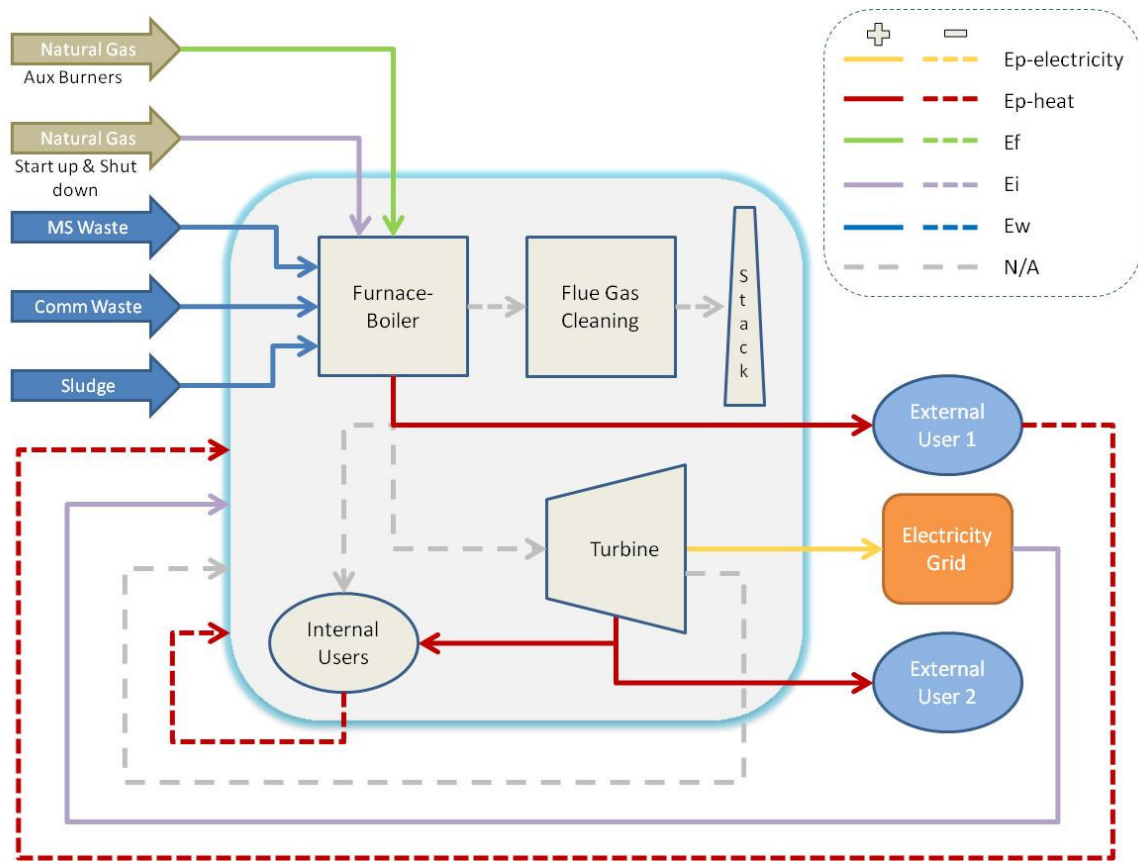 Natural Gas
Aux Burners
Natural Gas
Start up & Shut
down
MS Waste
Comm Waste
Sludge
Furnace-
Boiler
Flue Gas
Cleaning
Stack
Turbine
Internal
Users
External
User 1
Electricity
Grid
External
User 2
Ep-electricity
Ep-heat
Ef
Ei
Ew
N/A